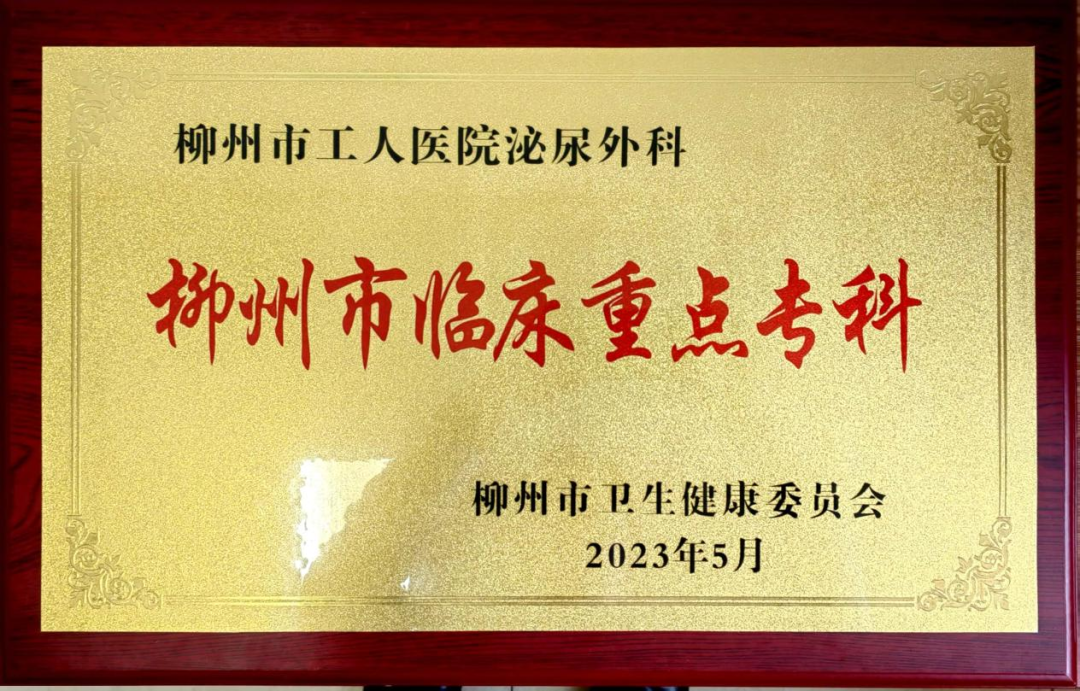 柳州市工人医院泌尿外科
柳州市临床重点专科
柳州市卫生健康委员会
2023年5月